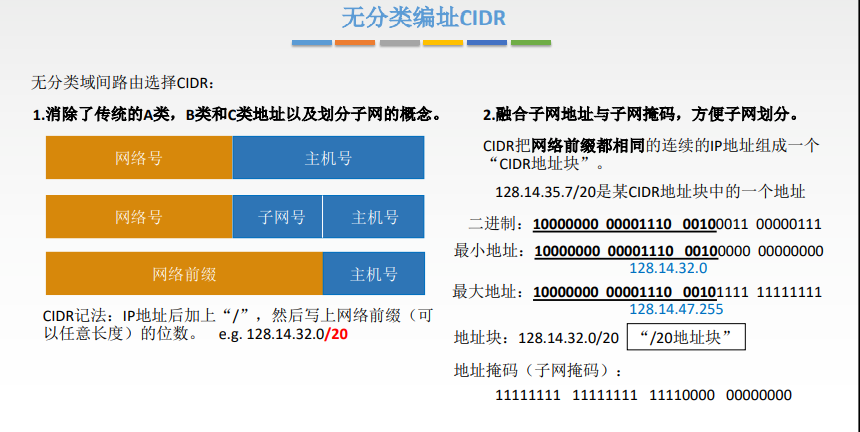 无分类编址CIDR
无分类域间路由选择CIDR：
1.消除了传统的A类，B类和C类地址以及划分子网的概念。
网络号 主机号
网络号 子网号 主机号
网络前缀 主机号
CIDR记法：IP地址后加上“/”，然后写上网络前缀（可
以任意长度）的位数。 e.g. 128.14.32.0/20
2.融合子网地址与子网掩码，方便子网划分。
CIDR把网络前缀都相同的连续的IP地址组成一个
“CIDR地址块”。
128.14.35.7/20是某CIDR地址块中的一个地址
二进制：10000000 00001110 00100011 00000111
最小地址：10000000 00001110 00100000 00000000
128.14.32.0
最大地址：10000000 00001110 00101111 11111111
128.14.47.255
地址块：128.14.32.0/20 “/20地址块”
地址掩码（子网掩码）：
11111111 11111111 11110000 00000000